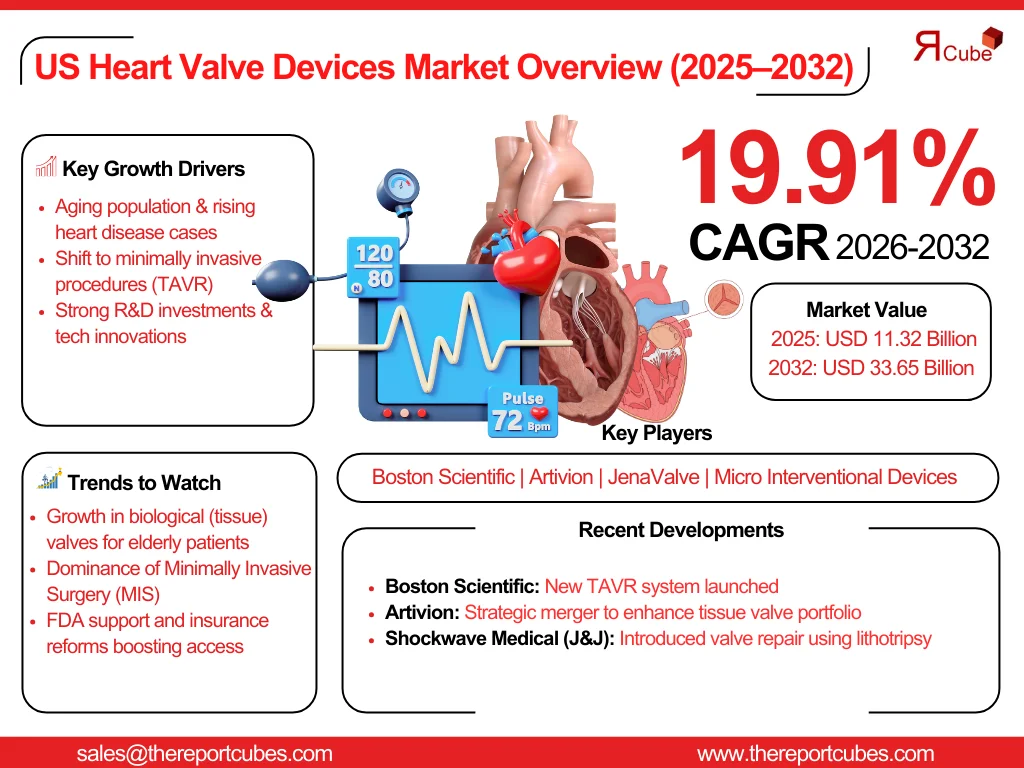 US Heart Valve Devices Market Overview (2025–2032)
RCube
Key Growth Drivers
• Aging population & rising
heart disease cases
• Shift to minimally invasive
procedures (TAVR)
• Strong R&D investments &
tech innovations
120
80
N
Pulse
72 Bpm
19.91%
CAGR 2026-2032
Market Value
2025: USD 11.32 Billion
2032: USD 33.65 Billion
Key Players
Boston Scientific | Artivion | JenaValve | Micro Interventional Devices
Trends to Watch
• Growth in biological (tissue)
valves for elderly patients
• Dominance of Minimally Invasive
Surgery (MIS)
• FDA support and insurance
reforms boosting access
Recent Developments
• Boston Scientific: New TAVR system launched
• Artivion: Strategic merger to enhance tissue valve portfolio
• Shockwave Medical (J&J): Introduced valve repair using lithotripsy
sales@thereportcubes.com
www.thereportcubes.com